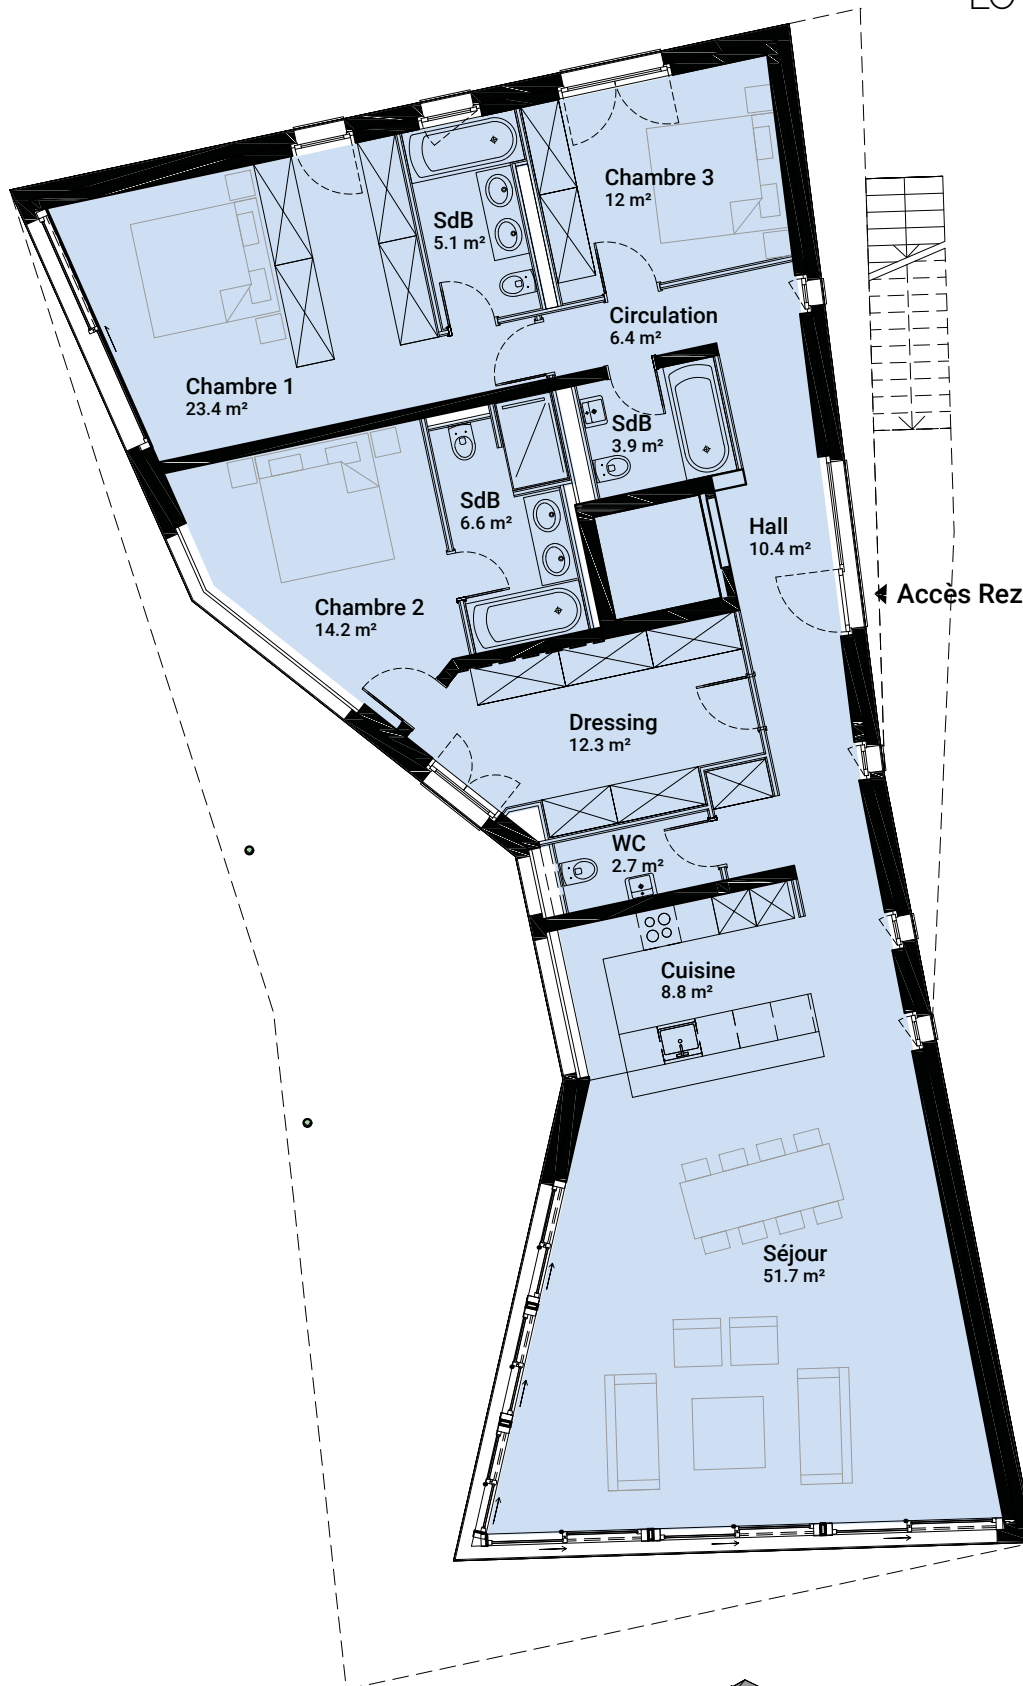 Chambre 3
12 m²
SdB
5.1 m²
Circulation
6.4 m²
Chambre 1
23.4 m²
SdB
3.9 m²
SdB
6.6 m²
Hall
10.4 m²
Accès Rez
Chambre 2
14.2 m²
Dressing
12.3 m²
WC
2.7 m²
Cuisine
8.8 m²
Séjour
51.7 m²